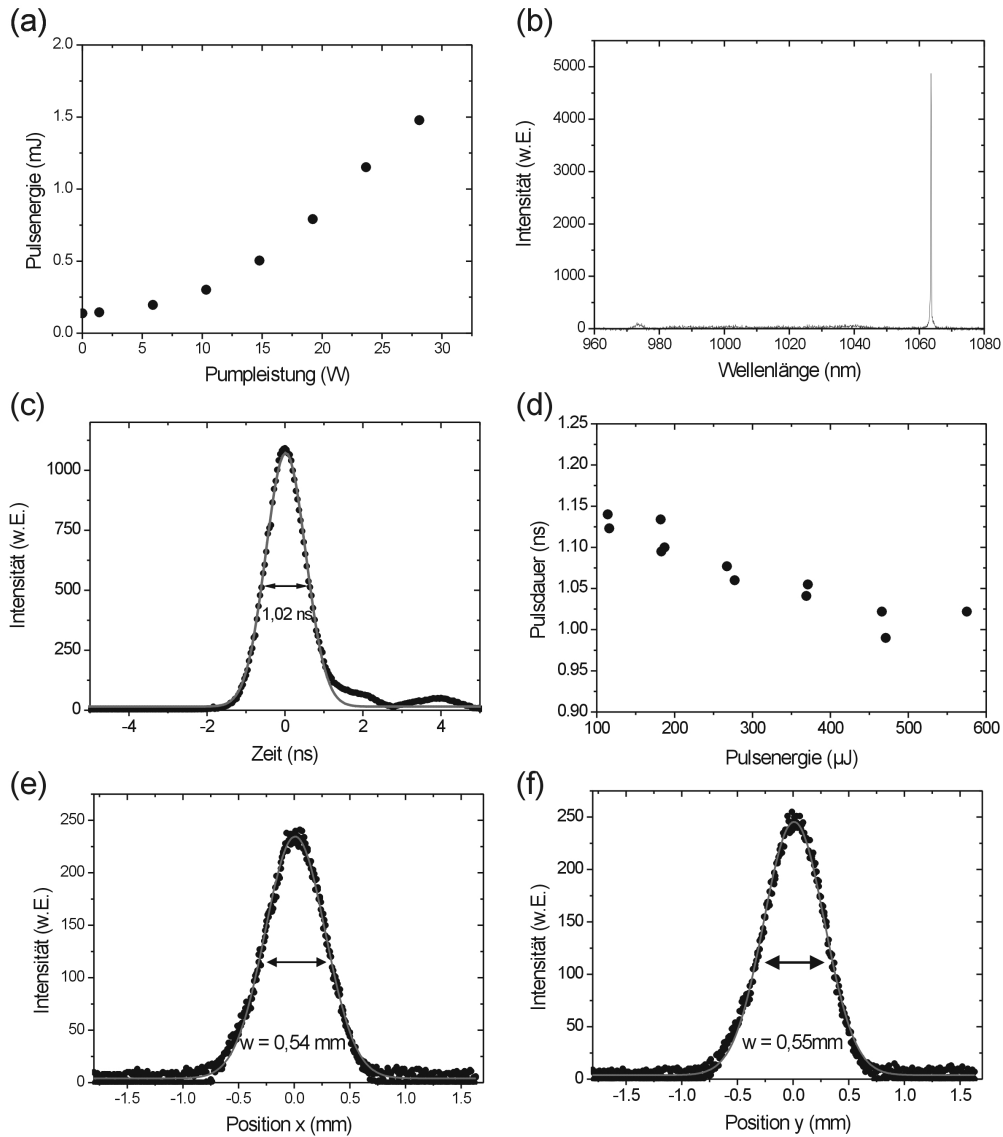 (a)
2.0
1.5
1.0
0.5
0.0
Pulsenergie (mJ)
0 5 10 15 20 25 30
Pumpleistung (W)
(b)
5000
4000
3000
2000
1000
0
Intensität (w.E.)
960 980 1000 1020 1040 1060 1080
Wellenlänge (nm)
(c)
1000
750
500
250
0
Intensität (w.E.)
1,02 ns
-4 -2 0 2 4
Zeit (ns)
(d)
1.25
1.20
1.15
1.10
1.05
1.00
0.95
0.90
Pulsdauer (ns)
100 200 300 400 500 600
Pulsenergie (µJ)
(e)
250
200
150
100
50
0
Intensität (w.E.)
w = 0,54 mm
-1.5 -1.0 -0.5 0.0 0.5 1.0 1.5
Position x (mm)
(f)
250
200
150
100
50
0
Intensität (w.E.)
w = 0,55mm
-1.5 -1.0 -0.5 0.0 0.5 1.0 1.5
Position y (mm)